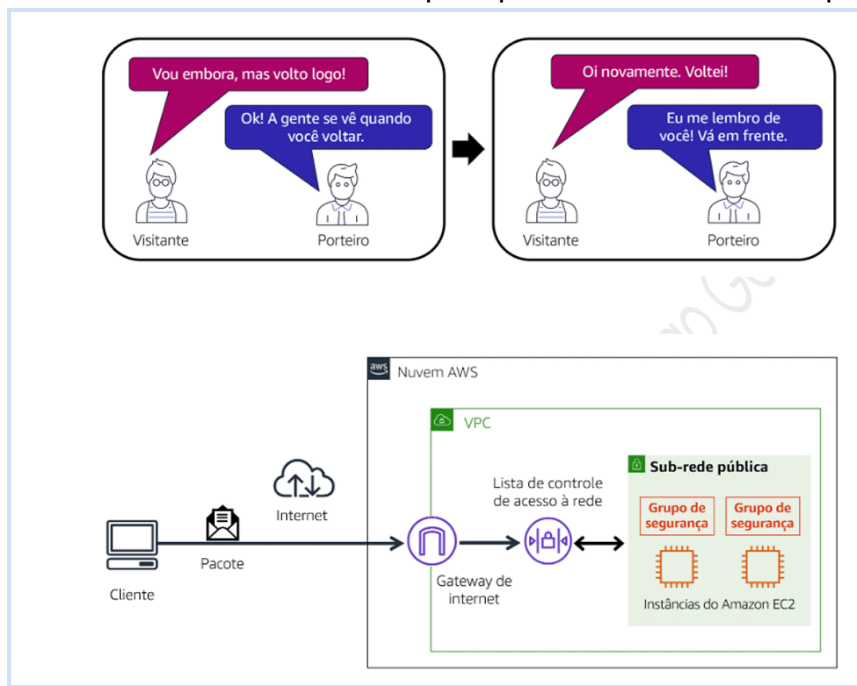 Vou embora, mas volto logo!
Ok! A gente se vê quando
você voltar.
Visitante
Porteiro
Oi novamente. Voltei!
Eu me lembro de
você! Vá em frente.
Visitante
Porteiro
aws
Nuvem AWS
VPC
Sub-rede pública
Lista de controle
de acesso à rede
Grupo de
segurança
Grupo de
segurança
Internet
Pacote
Cliente
Gateway de
internet
Instâncias do Amazon EC2